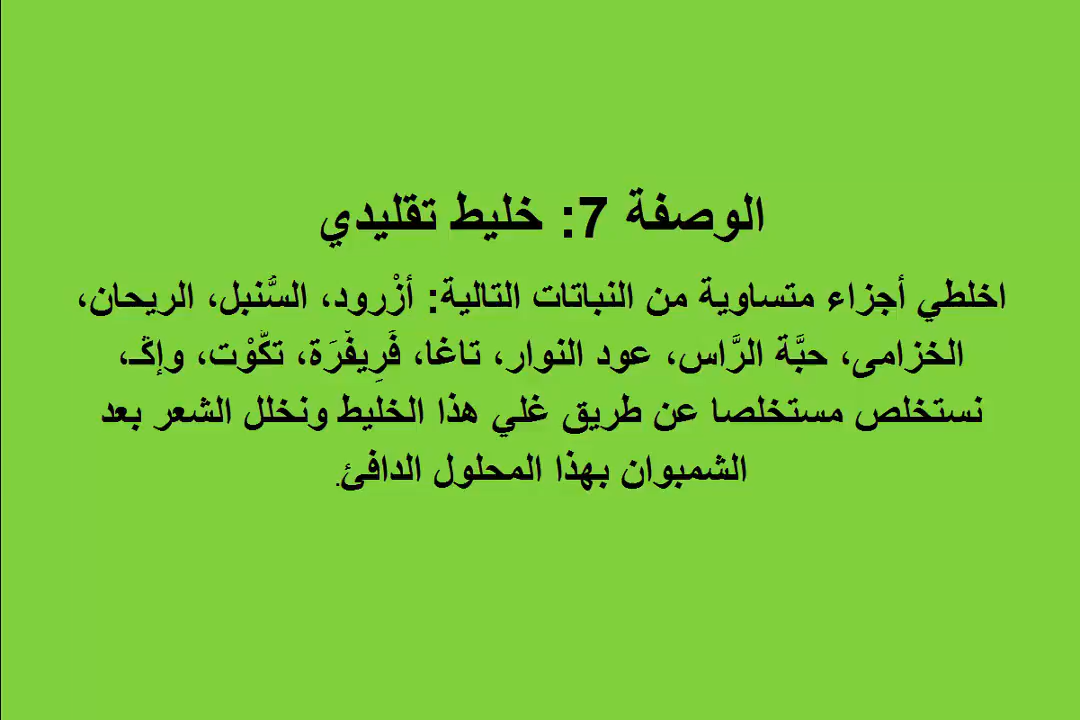 الوصفة 7: خليط تقليدي
اخلطي أجزاء متساوية من النباتات التالية: أزْرود، السُّنبل، الريحان،
الخزامى، حبَّة الرَّاس، عود النوار، تاغا، فَرِيفْرَة، تكّوْت، وإكّـ،
نستخلص مستخلصا عن طريق غلي هذا الخليط ونخلل الشعر بعد
الشمبوان بهذا المحلول الدافئ.